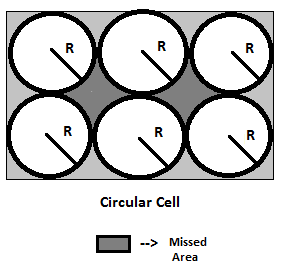 R R R
R R R
Circular Cell
--> Missed
Area